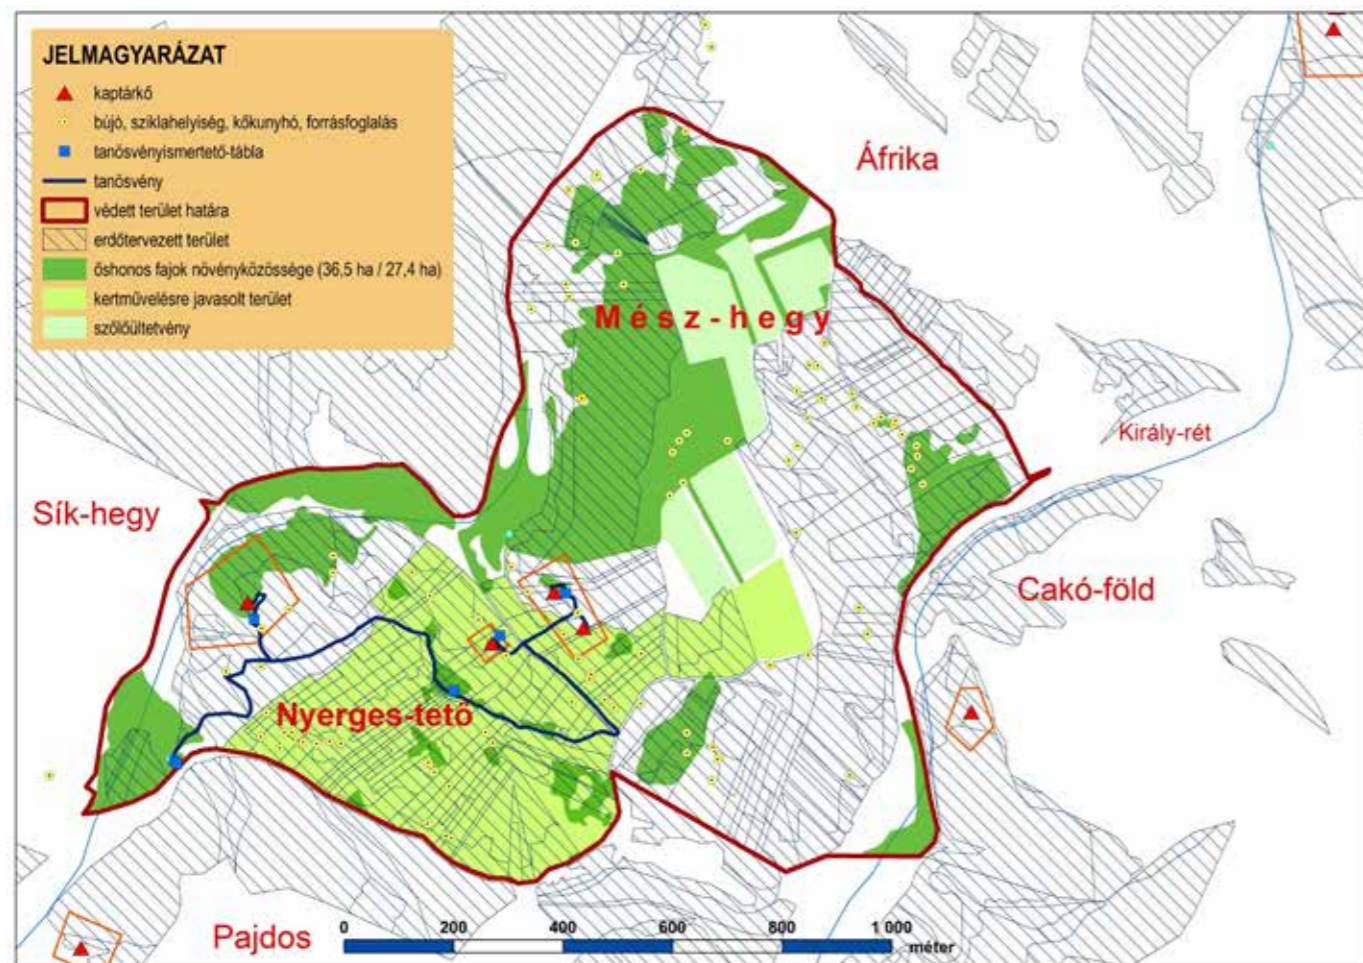 JELMAGYARÁZAT
kaptárkő
bújó, sziklahelyiség, kőkunyhó, forrásfoglalás
tanösvényismertető-tábla
tanösvény
védett terület határa
erdőtervezett terület
őshonos fajok növényközössége (36,5 ha / 27,4 ha)
kertművelésre javasolt terület
szőlőültetvény
Áfrika
Mész-hegy
Király-rét
Sík-hegy
Cakó-föld
Nyerges-tető
Pajdos
0 200 400 600 800 1 000
méter